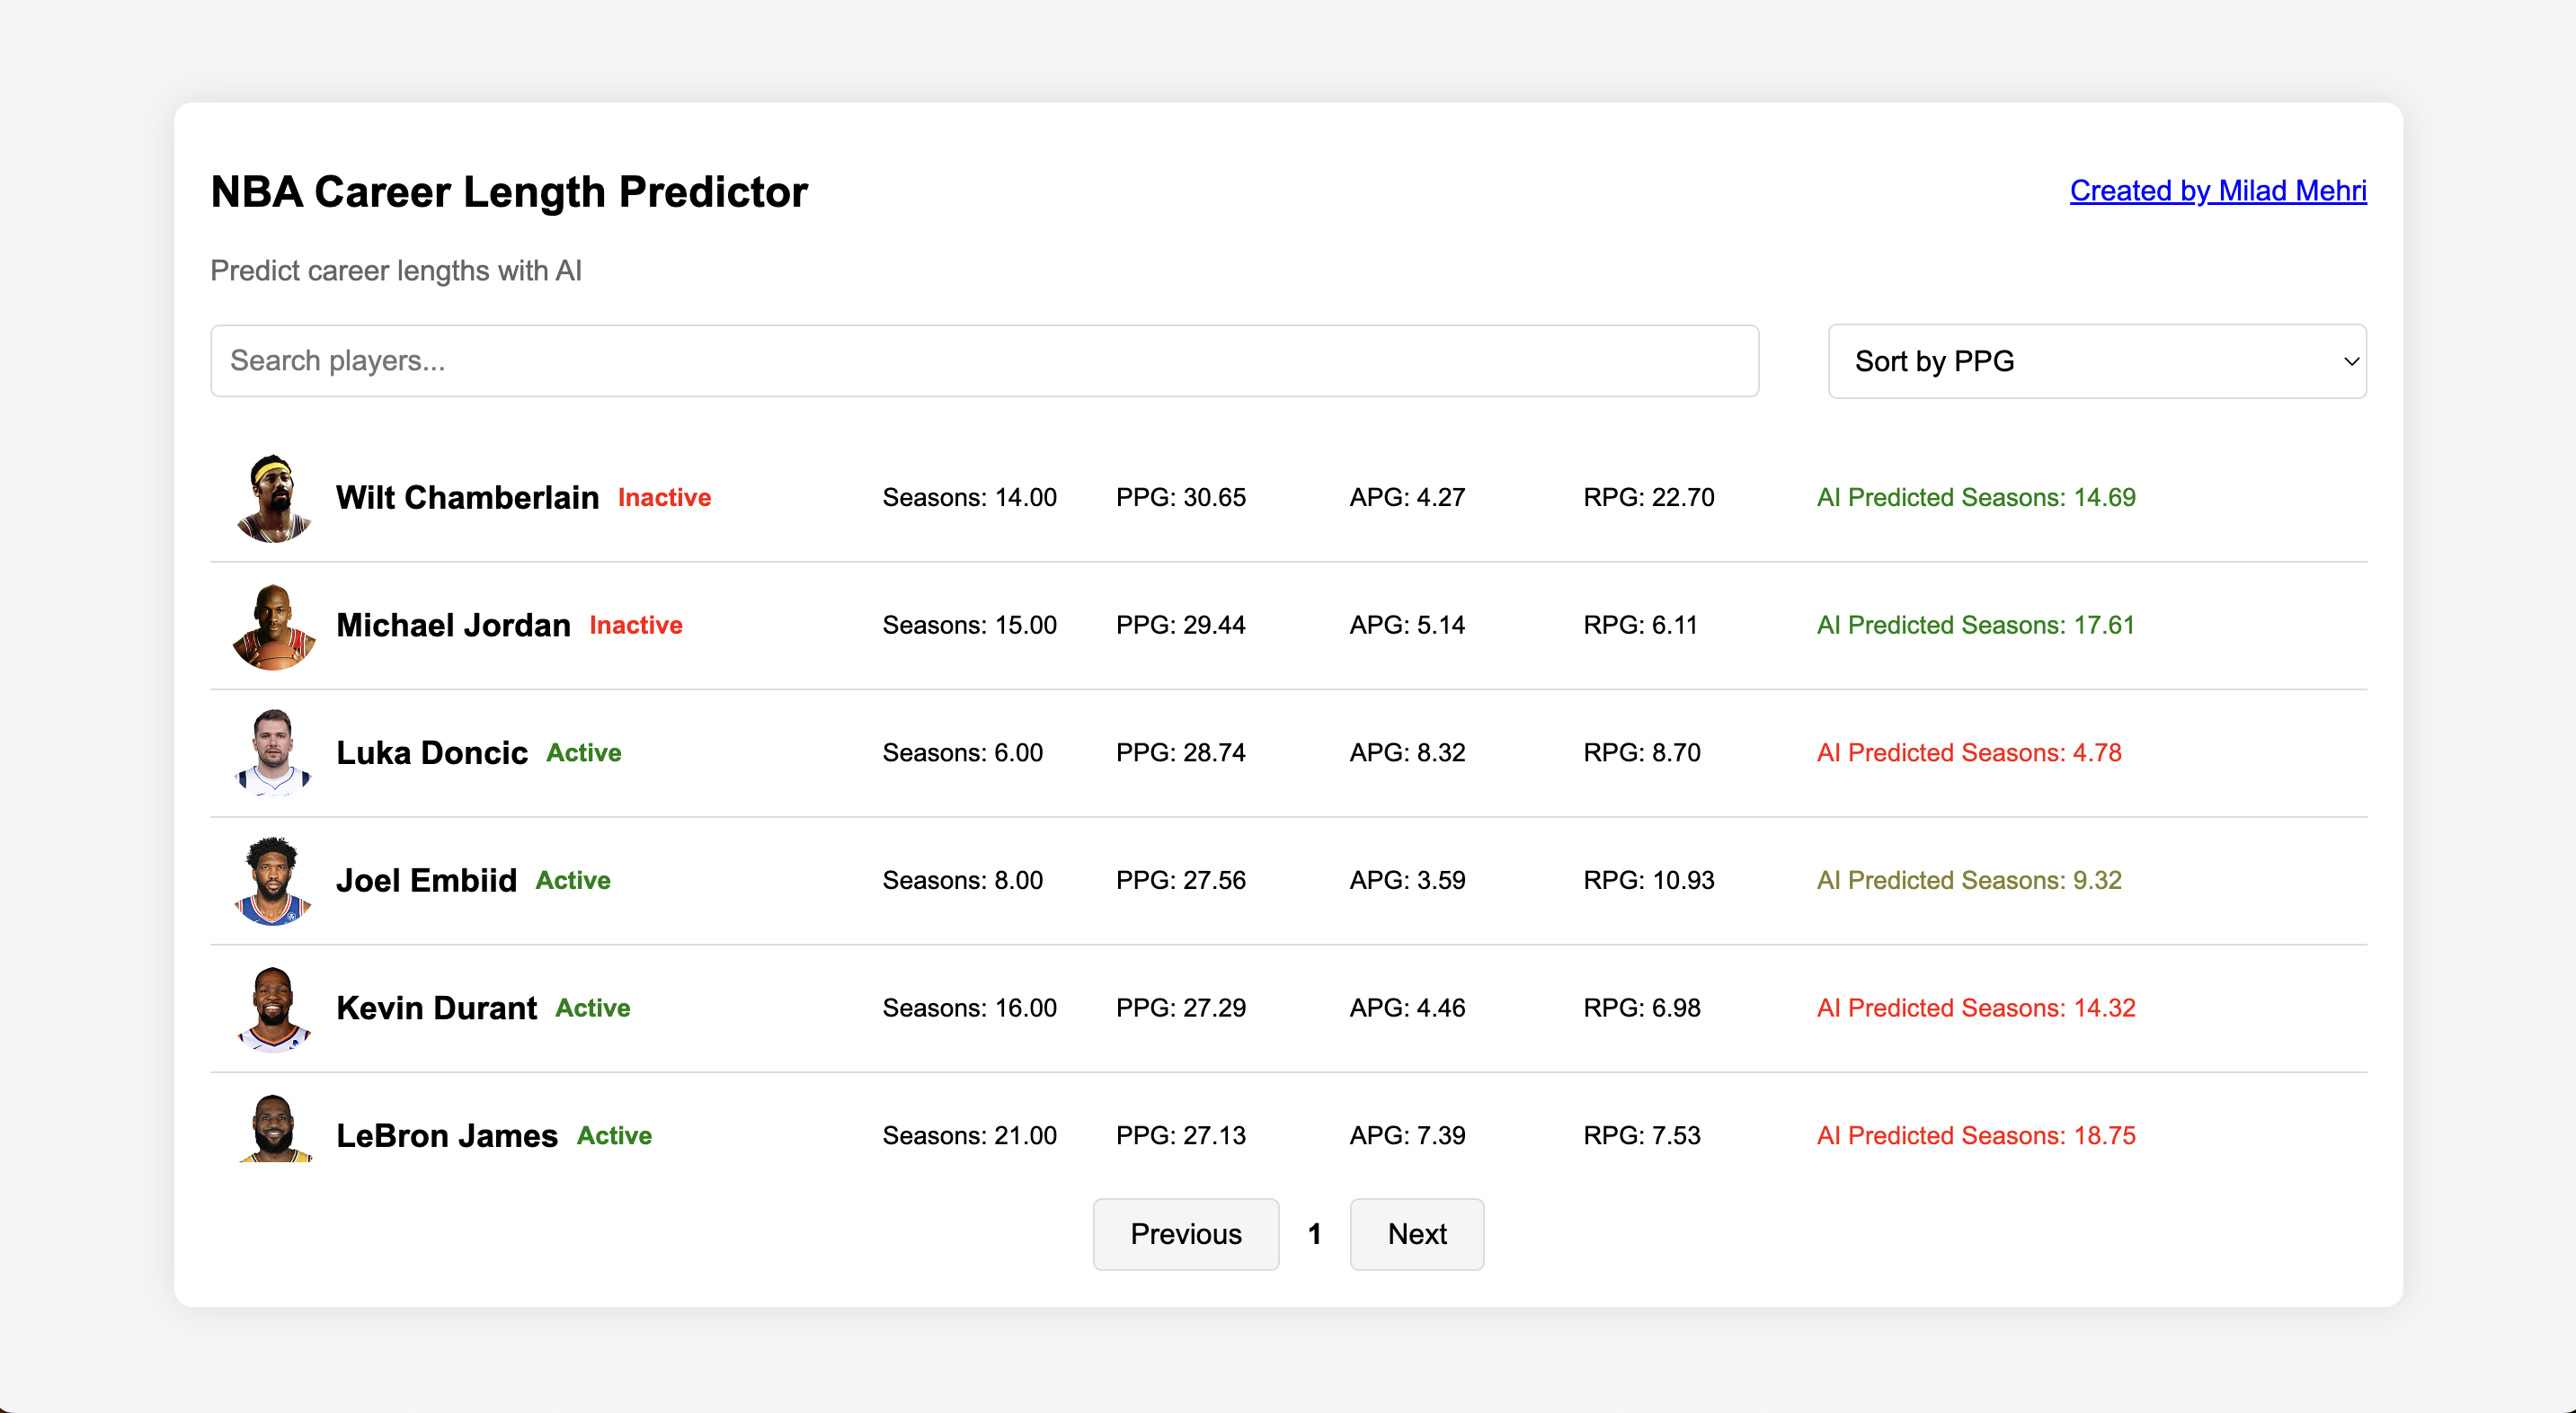 NBA Career Length Predictor
Created by Milad Mehri
Predict career lengths with AI
Search players...
Sort by PPG
Wilt Chamberlain Inactive Seasons: 14.00 PPG: 30.65 APG: 4.27 RPG: 22.70 AI Predicted Seasons: 14.69
Michael Jordan Inactive Seasons: 15.00 PPG: 29.44 APG: 5.14 RPG: 6.11 AI Predicted Seasons: 17.61
Luka Doncic Active Seasons: 6.00 PPG: 28.74 APG: 8.32 RPG: 8.70 AI Predicted Seasons: 4.78
Joel Embiid Active Seasons: 8.00 PPG: 27.56 APG: 3.59 RPG: 10.93 AI Predicted Seasons: 9.32
Kevin Durant Active Seasons: 16.00 PPG: 27.29 APG: 4.46 RPG: 6.98 AI Predicted Seasons: 14.32
LeBron James Active Seasons: 21.00 PPG: 27.13 APG: 7.39 RPG: 7.53 AI Predicted Seasons: 18.75
Previous 1 Next